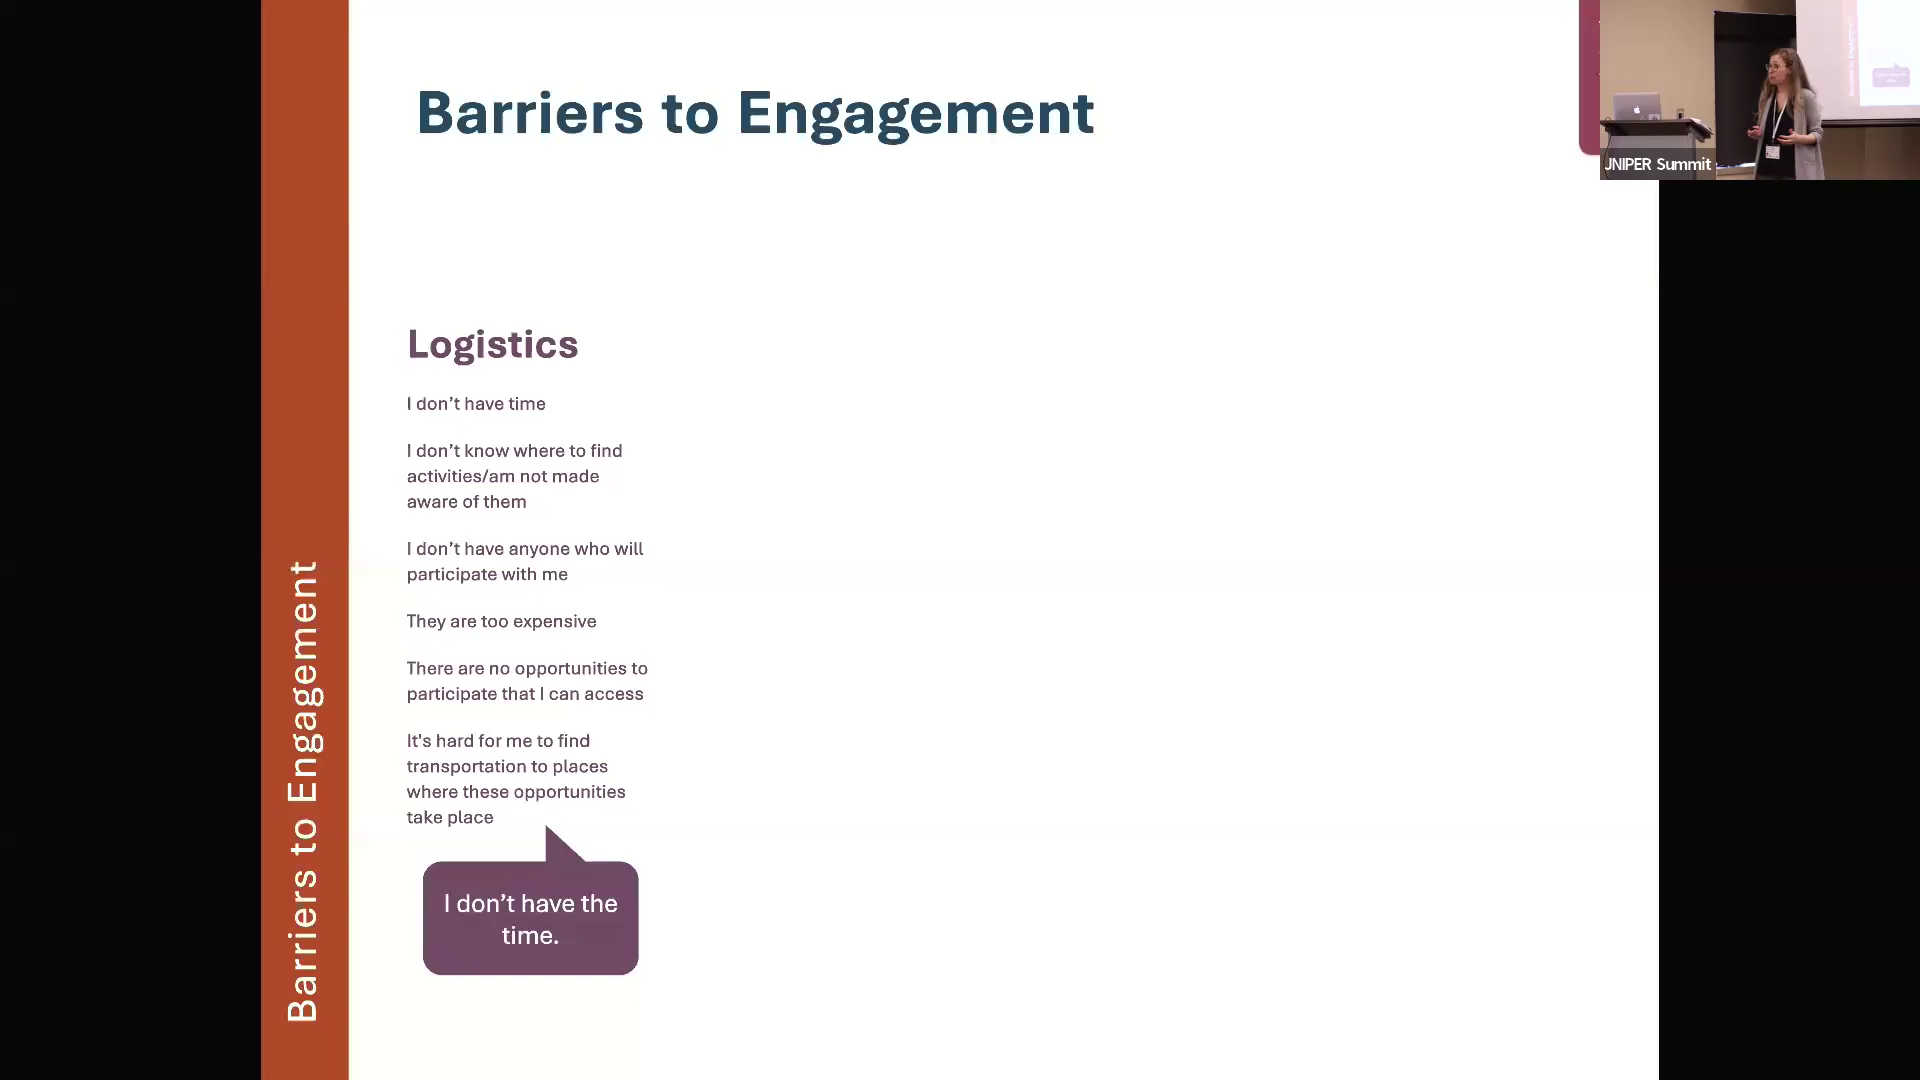 Barriers to Engagement
JNIPER Summit
Logistics
I don’t have time
I don’t know where to find
activities/am not made
aware of them
I don’t have anyone who will
participate with me
They are too expensive
There are no opportunities to
participate that I can access
It's hard for me to find
transportation to places
where these opportunities
take place
I don’t have the
time.
Barriers to Engagement